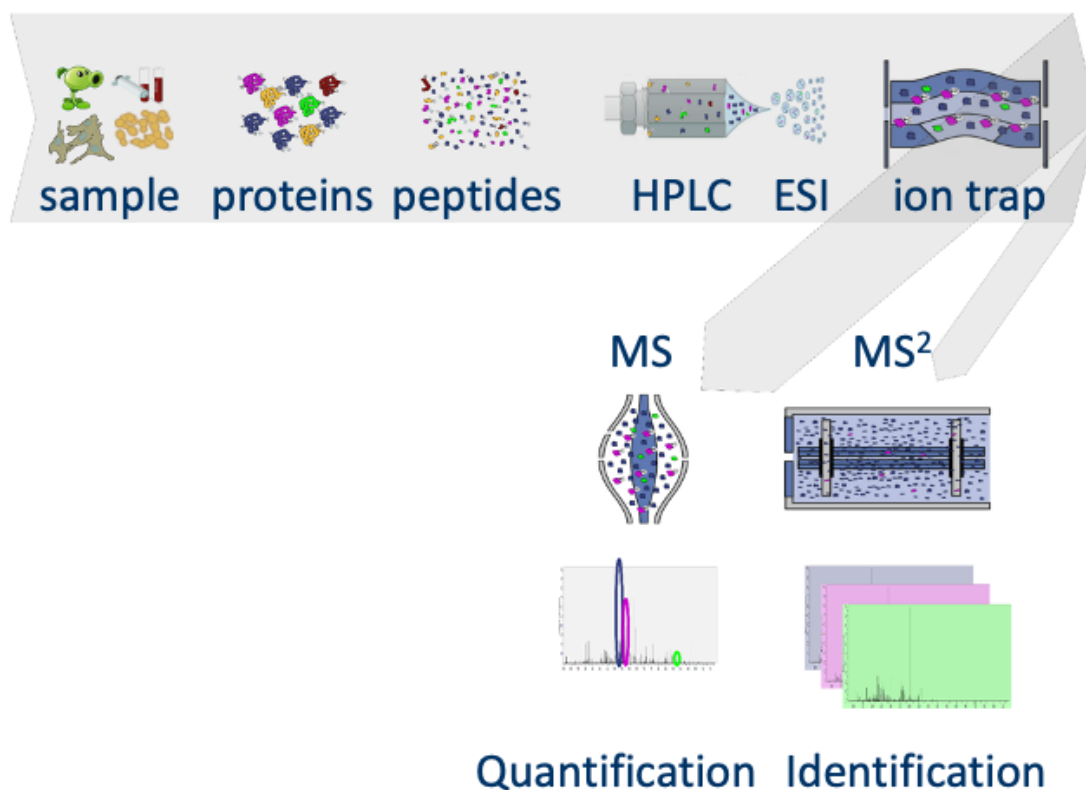 sample proteins peptides HPLC ESI ion trap
MS MS²
Quantification Identification